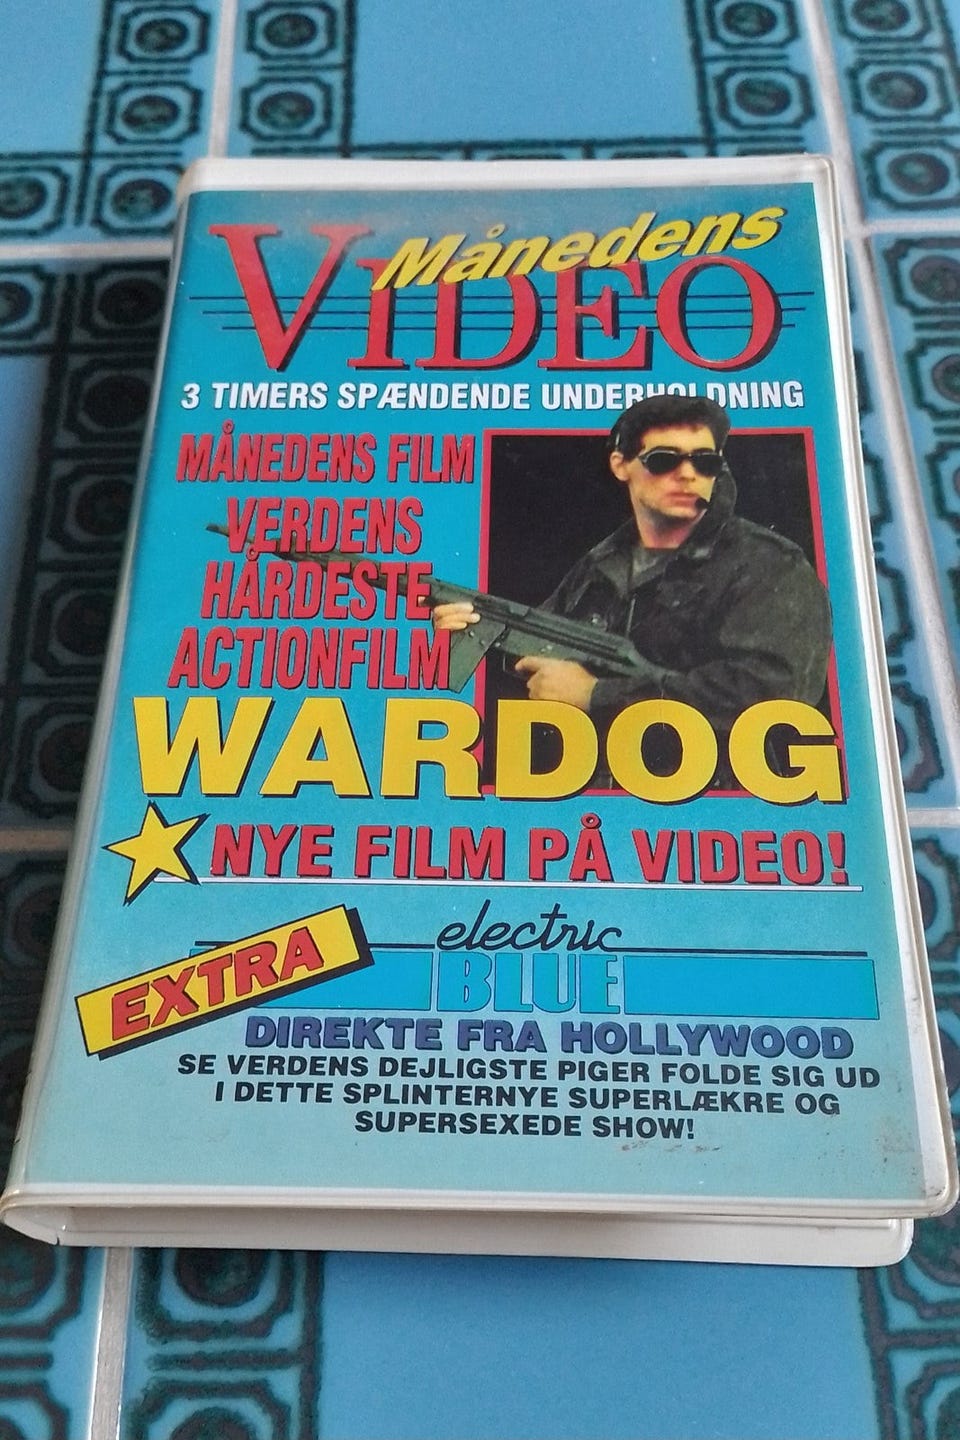 Månedens
VIDEO
3 TIMERS SPÆNDENDE UNDERHOLDNING
MÅNEDENS FILM
VERDENS
HÅRDESTE
ACTIONFILM
WARDOG
NYE FILM PÅ VIDEO!
EXTRA
electric
BLUE
DIREKTE FRA HOLLYWOOD
SE VERDENS DEJLIGSTE PIGER FOLDE SIG UD
I DETTE SPLINTERNYE SUPERLÆKRE OG
SUPERSEXEDE SHOW!